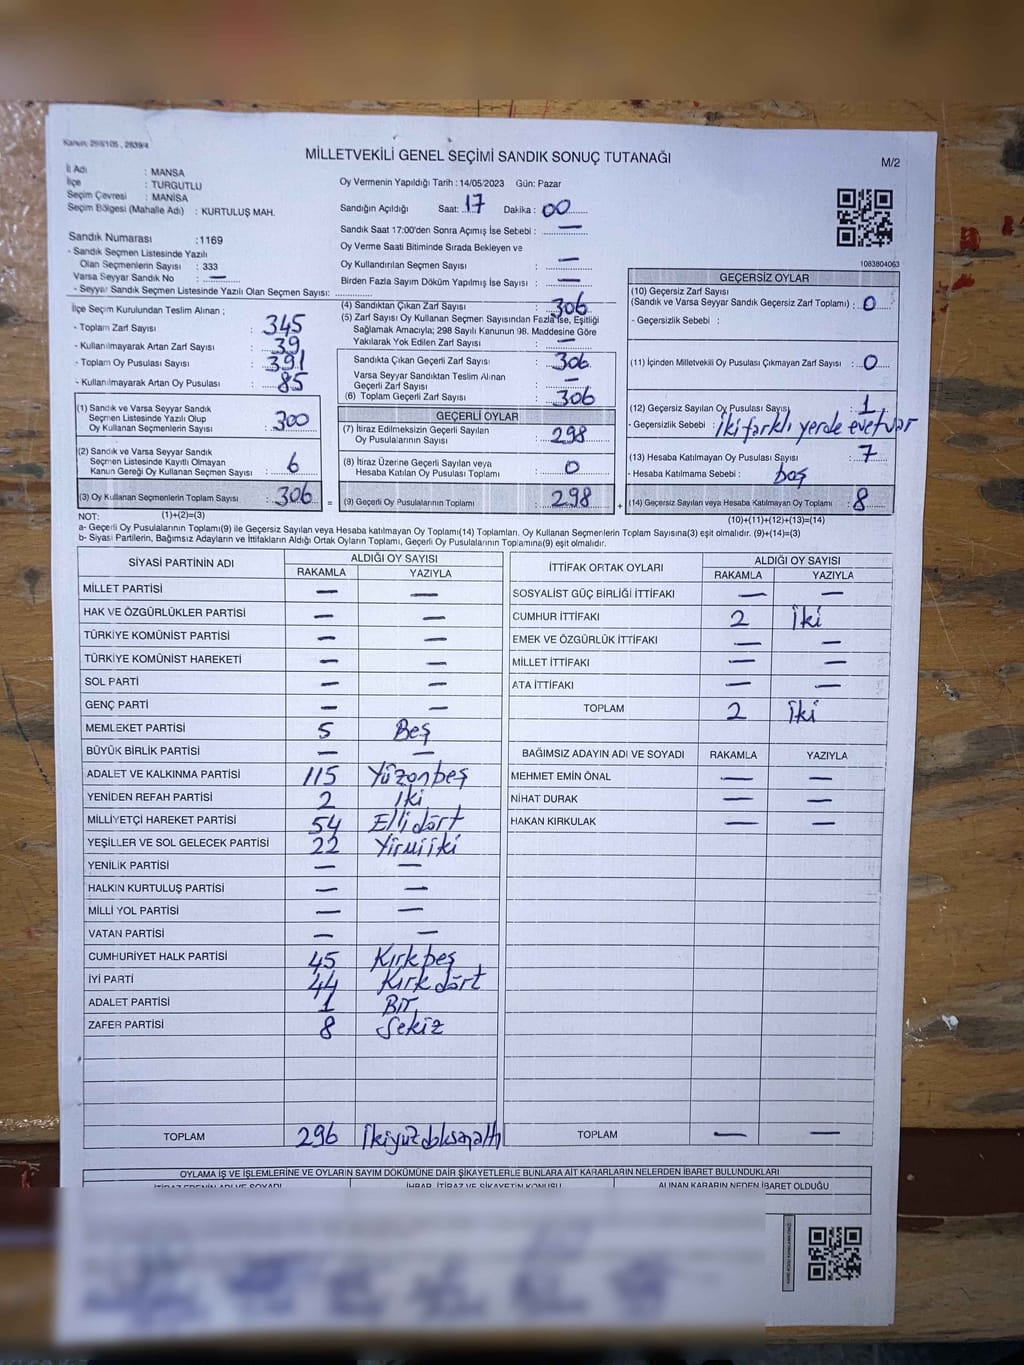 Kanun: 298/105 , 2839/4
MİLLETVEKİLİ GENEL SEÇİMİ SANDIK SONUÇ TUTANAĞI
M/2
İl Adı : MANSA
İlçe : TURGUTLU
Seçim Çevresi : MANİSA
Seçim Bölgesi (Mahalle Adı) : KURTULUŞ MAH.
Oy Vermenin Yapıldığı Tarih : 14/05/2023 Gün: Pazar
Sandığın Açıldığı Saat: 17 Dakika : 00
Sandık Saat 17:00'den Sonra Açımış İse Sebebi : —
Oy Verme Saati Bitiminde Sırada Bekleyen ve
Oy Kullandırılan Seçmen Sayısı : —
Birden Fazla Sayım Döküm Yapılmış İse Sayısı : —
Sandık Numarası :1169
- Sandık Seçmen Listesinde Yazılı
Olan Seçmenlerin Sayısı : 333
Varsa Seyyar Sandık No : —
- Seyyar Sandık Seçmen Listesinde Yazılı Olan Seçmen Sayısı:
1083804063
İlçe Seçim Kurulundan Teslim Alınan ;
- Toplam Zarf Sayısı : 345
- Kullanılmayarak Artan Zarf Sayısı : 39
- Toplam Oy Pusulası Sayısı : 391
- Kullanılmayarak Artan Oy Pusulası : 85
(1) Sandık ve Varsa Seyyar Sandık
Seçmen Listesinde Yazılı Olup
Oy Kullanan Seçmenlerin Sayısı : 300
(2) Sandık ve Varsa Seyyar Sandık
Seçmen Listesinde Kayıtlı Olmayan
Kanun Gereği Oy Kullanan Seçmen Sayısı : 6
(3) Oy Kullanan Seçmenlerin Toplam Sayısı : 306
(4) Sandıktan Çıkan Zarf Sayısı : 306
(5) Zarf Sayısı Oy Kullanan Seçmen Sayısından Fazla İse, Eşitliği
Sağlamak Amacıyla; 298 Sayılı Kanunun 98. Maddesine Göre
Yakılarak Yok Edilen Zarf Sayısı : —
Sandıkta Çıkan Geçerli Zarf Sayısı : 306
Varsa Seyyar Sandıktan Teslim Alınan
Geçerli Zarf Sayısı : —
(6) Toplam Geçerli Zarf Sayısı : 306
GEÇERLİ OYLAR
(7) İtiraz Edilmeksizin Geçerli Sayılan
Oy Pusulalarının Sayısı : 298
(8) İtiraz Üzerine Geçerli Sayılan veya
Hesaba Katılan Oy Pusulası Toplamı : 0
= (9) Geçerli Oy Pusulalarının Toplamı : 298
GEÇERSİZ OYLAR
(10) Geçersiz Zarf Sayısı
(Sandık ve Varsa Seyyar Sandık Geçersiz Zarf Toplamı) : 0
- Geçersizlik Sebebi :
(11) İçinden Milletvekili Oy Pusulası Çıkmayan Zarf Sayısı : 0
(12) Geçersiz Sayılan Oy Pusulası Sayısı : 1
- Geçersizlik Sebebi : iki farklı yerde evet var
(13) Hesaba Katılmayan Oy Pusulası Sayısı : 7
- Hesaba Katılmama Sebebi : boş
+ (14) Geçersiz Sayılan veya Hesaba Katılmayan Oy Toplamı : 8
NOT: (1)+(2)=(3)
(10)+(11)+(12)+(13)=(14)
a- Geçerli Oy Pusulalarının Toplamı(9) ile Geçersiz Sayılan veya Hesaba katılmayan Oy Toplamı(14) Toplamları, Oy Kullanan Seçmenlerin Toplam Sayısına(3) eşit olmalıdır. (9)+(14)=(3)
b- Siyasi Partilerin, Bağımsız Adayların ve İttifakların Aldığı Ortak Oyların Toplamı, Geçerli Oy Pusulalarının Toplamına(9) eşit olmalıdır.
SİYASİ PARTİNİN ADI ALDIĞI OY SAYISI
RAKAMLA YAZIYLA
MİLLET PARTİSİ — —
HAK VE ÖZGÜRLÜKLER PARTİSİ — —
TÜRKİYE KOMÜNİST PARTİSİ — —
TÜRKİYE KOMÜNİST HAREKETİ — —
SOL PARTİ — —
GENÇ PARTİ — —
MEMLEKET PARTİSİ 5 Beş
BÜYÜK BİRLİK PARTİSİ — —
ADALET VE KALKINMA PARTİSİ 115 Yüzonbeş
YENİDEN REFAH PARTİSİ 2 iki
MİLLİYETÇİ HAREKET PARTİSİ 54 Ellidört
YEŞİLLER VE SOL GELECEK PARTİSİ 22 Yirmiiki
YENİLİK PARTİSİ — —
HALKIN KURTULUŞ PARTİSİ — —
MİLLİ YOL PARTİSİ — —
VATAN PARTİSİ — —
CUMHURİYET HALK PARTİSİ 45 Kırkbeş
İYİ PARTİ 44 Kırkdört
ADALET PARTİSİ 1 Bir
ZAFER PARTİSİ 8 Sekiz
TOPLAM 296 ikiyüzdoksanaltı
İTTİFAK ORTAK OYLARI ALDIĞI OY SAYISI
RAKAMLA YAZIYLA
SOSYALİST GÜÇ BİRLİĞİ İTTİFAKI — —
CUMHUR İTTİFAKI 2 iki
EMEK VE ÖZGÜRLÜK İTTİFAKI — —
MİLLET İTTİFAKI — —
ATA İTTİFAKI — —
TOPLAM 2 iki
BAĞIMSIZ ADAYIN ADI VE SOYADI RAKAMLA YAZIYLA
MEHMET EMİN ÖNAL — —
NİHAT DURAK — —
HAKAN KIRKULAK — —
TOPLAM — —
OYLAMA İŞ VE İŞLEMLERİNE VE OYLARIN SAYIM DÖKÜMÜNE DAİR ŞİKAYETLERLE BUNLARA AİT KARARLARIN NELERDEN İBARET BULUNDUKLARI
İTİRAZ EDENİN ADI VE SOYADI İHBAR, İTİRAZ VE ŞİKAYETİN KONUSU ALINAN KARARIN NEDEN İBARET OLDUĞU